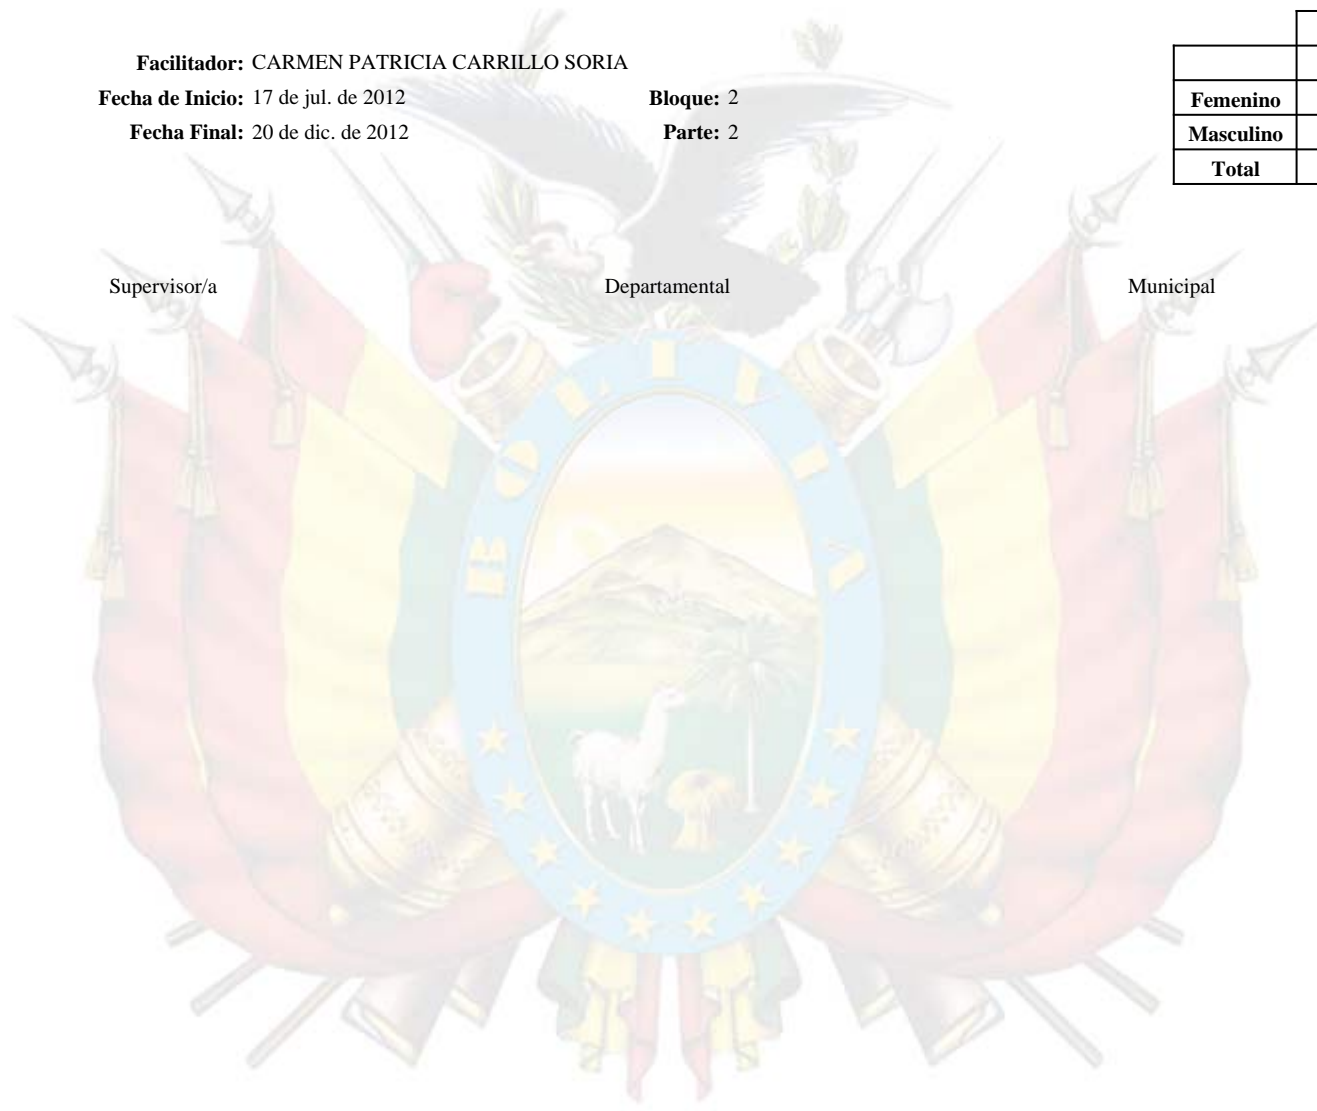 Facilitador: CARMEN PATRICIA CARRILLO SORIA
Fecha de Inicio: 17 de jul. de 2012 Bloque: 2
Fecha Final: 20 de dic. de 2012 Parte: 2
Femenino
Masculino
Total
Supervisor/a Departamental Municipal
BOLIVIA